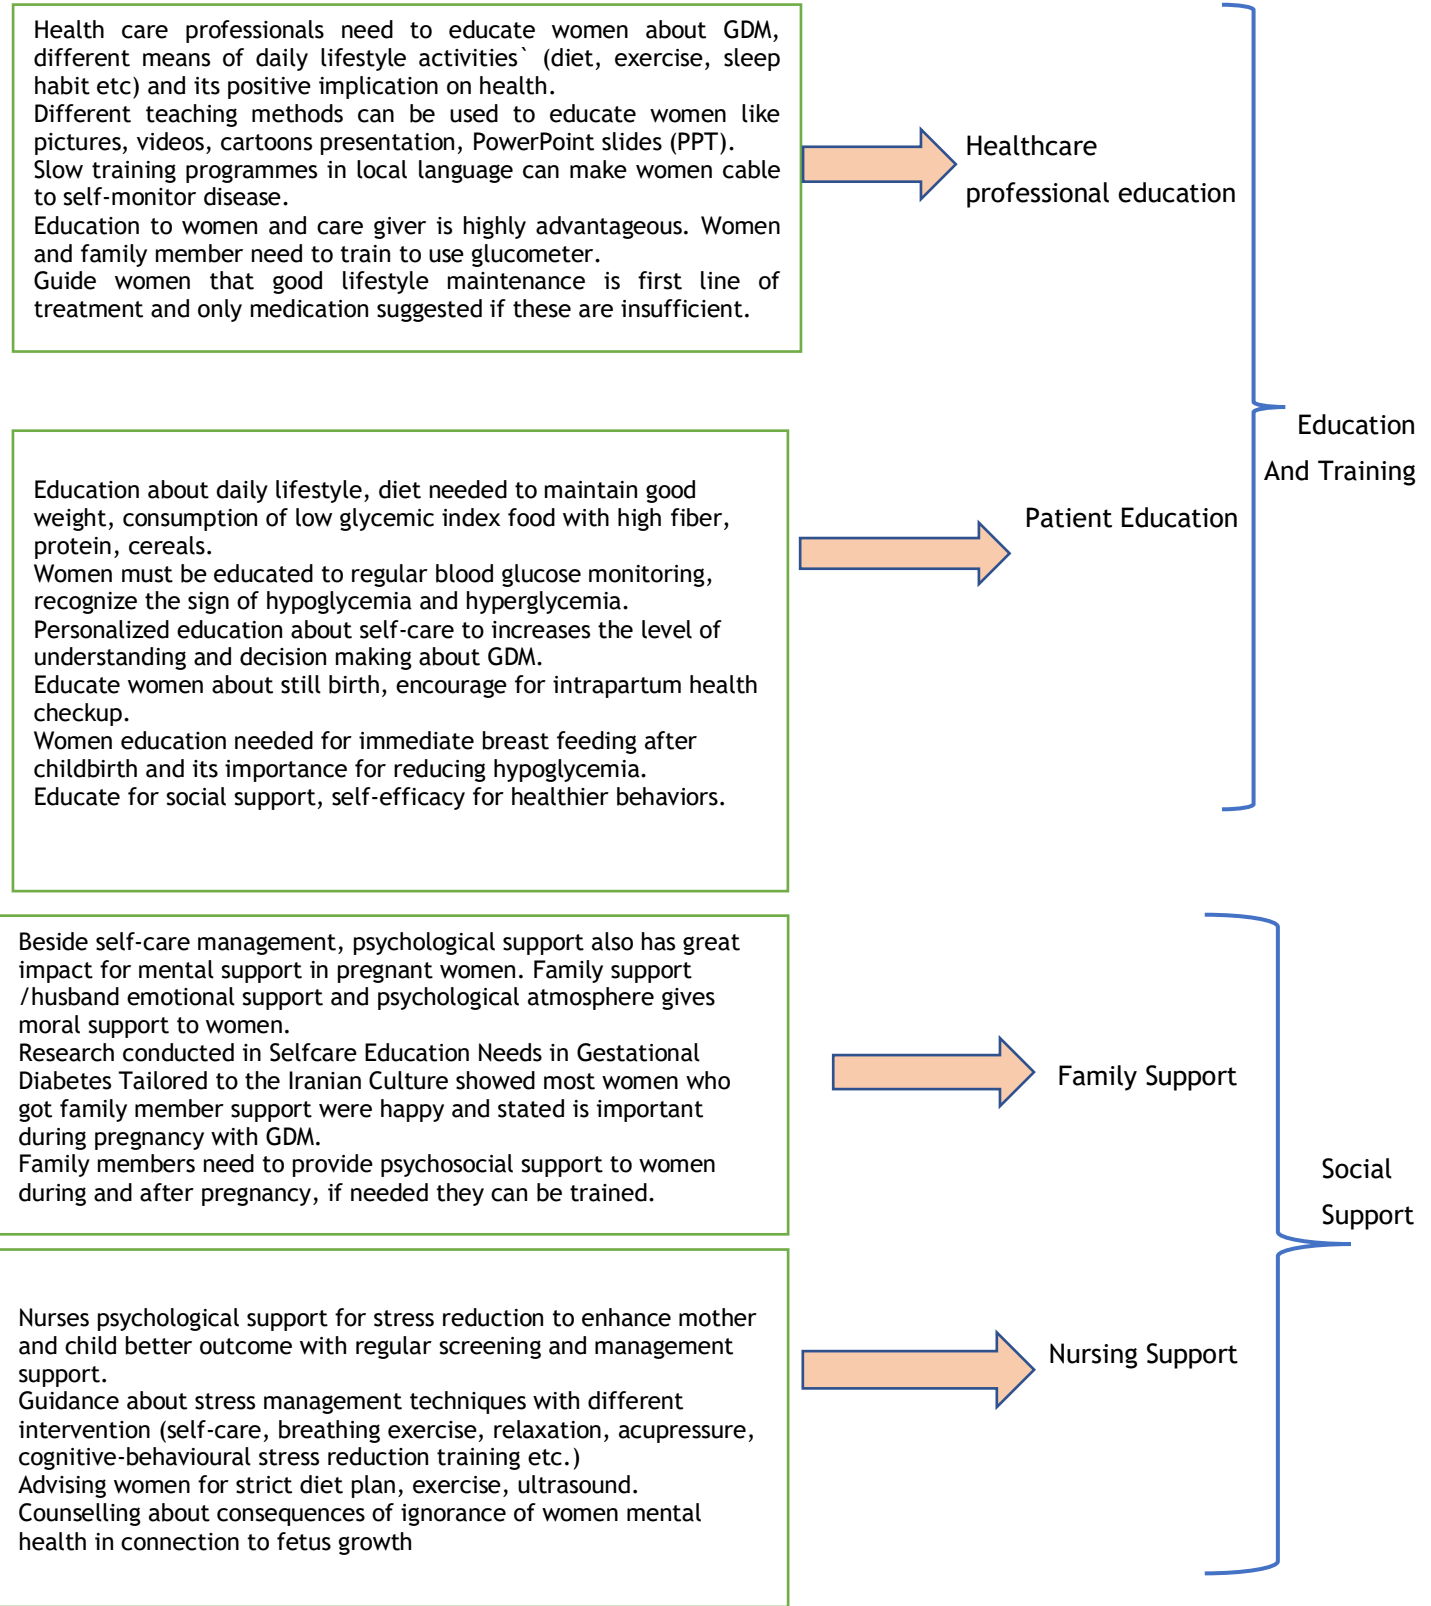 Health care professionals need to educate women about GDM,
different means of daily lifestyle activities` (diet, exercise, sleep
habit etc) and its positive implication on health.
Different teaching methods can be used to educate women like
pictures, videos, cartoons presentation, PowerPoint slides (PPT).
Slow training programmes in local language can make women cable
to self-monitor disease.
Education to women and care giver is highly advantageous. Women
and family member need to train to use glucometer.
Guide women that good lifestyle maintenance is first line of
treatment and only medication suggested if these are insufficient.
Healthcare
professional education
Education about daily lifestyle, diet needed to maintain good
weight, consumption of low glycemic index food with high fiber,
protein, cereals.
Women must be educated to regular blood glucose monitoring,
recognize the sign of hypoglycemia and hyperglycemia.
Personalized education about self-care to increases the level of
understanding and decision making about GDM.
Educate women about still birth, encourage for intrapartum health
checkup.
Women education needed for immediate breast feeding after
childbirth and its importance for reducing hypoglycemia.
Educate for social support, self-efficacy for healthier behaviors.
Patient Education
Education
And Training
Beside self-care management, psychological support also has great
impact for mental support in pregnant women. Family support
/husband emotional support and psychological atmosphere gives
moral support to women.
Research conducted in Selfcare Education Needs in Gestational
Diabetes Tailored to the Iranian Culture showed most women who
got family member support were happy and stated is important
during pregnancy with GDM.
Family members need to provide psychosocial support to women
during and after pregnancy, if needed they can be trained.
Family Support
Nurses psychological support for stress reduction to enhance mother
and child better outcome with regular screening and management
support.
Guidance about stress management techniques with different
intervention (self-care, breathing exercise, relaxation, acupressure,
cognitive-behavioural stress reduction training etc.)
Advising women for strict diet plan, exercise, ultrasound.
Counselling about consequences of ignorance of women mental
health in connection to fetus growth
Nursing Support
Social
Support